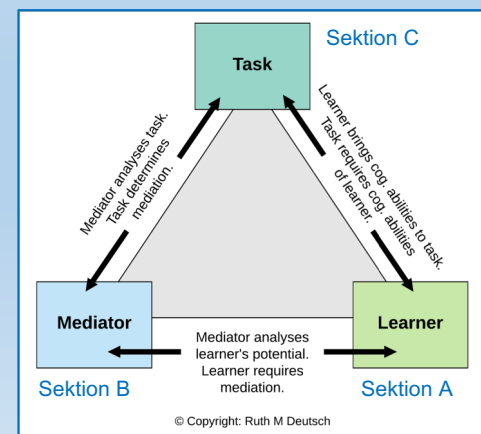 Sektion C
Task
Mediator analyses task.
Task determines
mediation.
Learner brings cog. abilities to task.
Task requires cog. abilities
of learner.
Mediator
Learner
Mediator analyses
learner's potential.
Learner requires
mediation.
Sektion B
Sektion A
© Copyright: Ruth M Deutsch